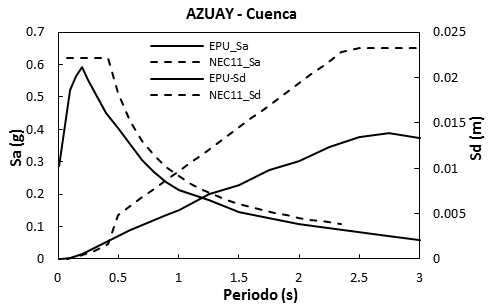 AZUAY - Cuenca
EPU_Sa
NEC11_Sa
EPU-Sd
NEC11_Sd
Sa (g)
0.7
0.6
0.5
0.4
0.3
0.2
0.1
0
Sd (m)
0.025
0.02
0.015
0.01
0.005
0
0 0.5 1 1.5 2 2.5 3
Periodo (s)